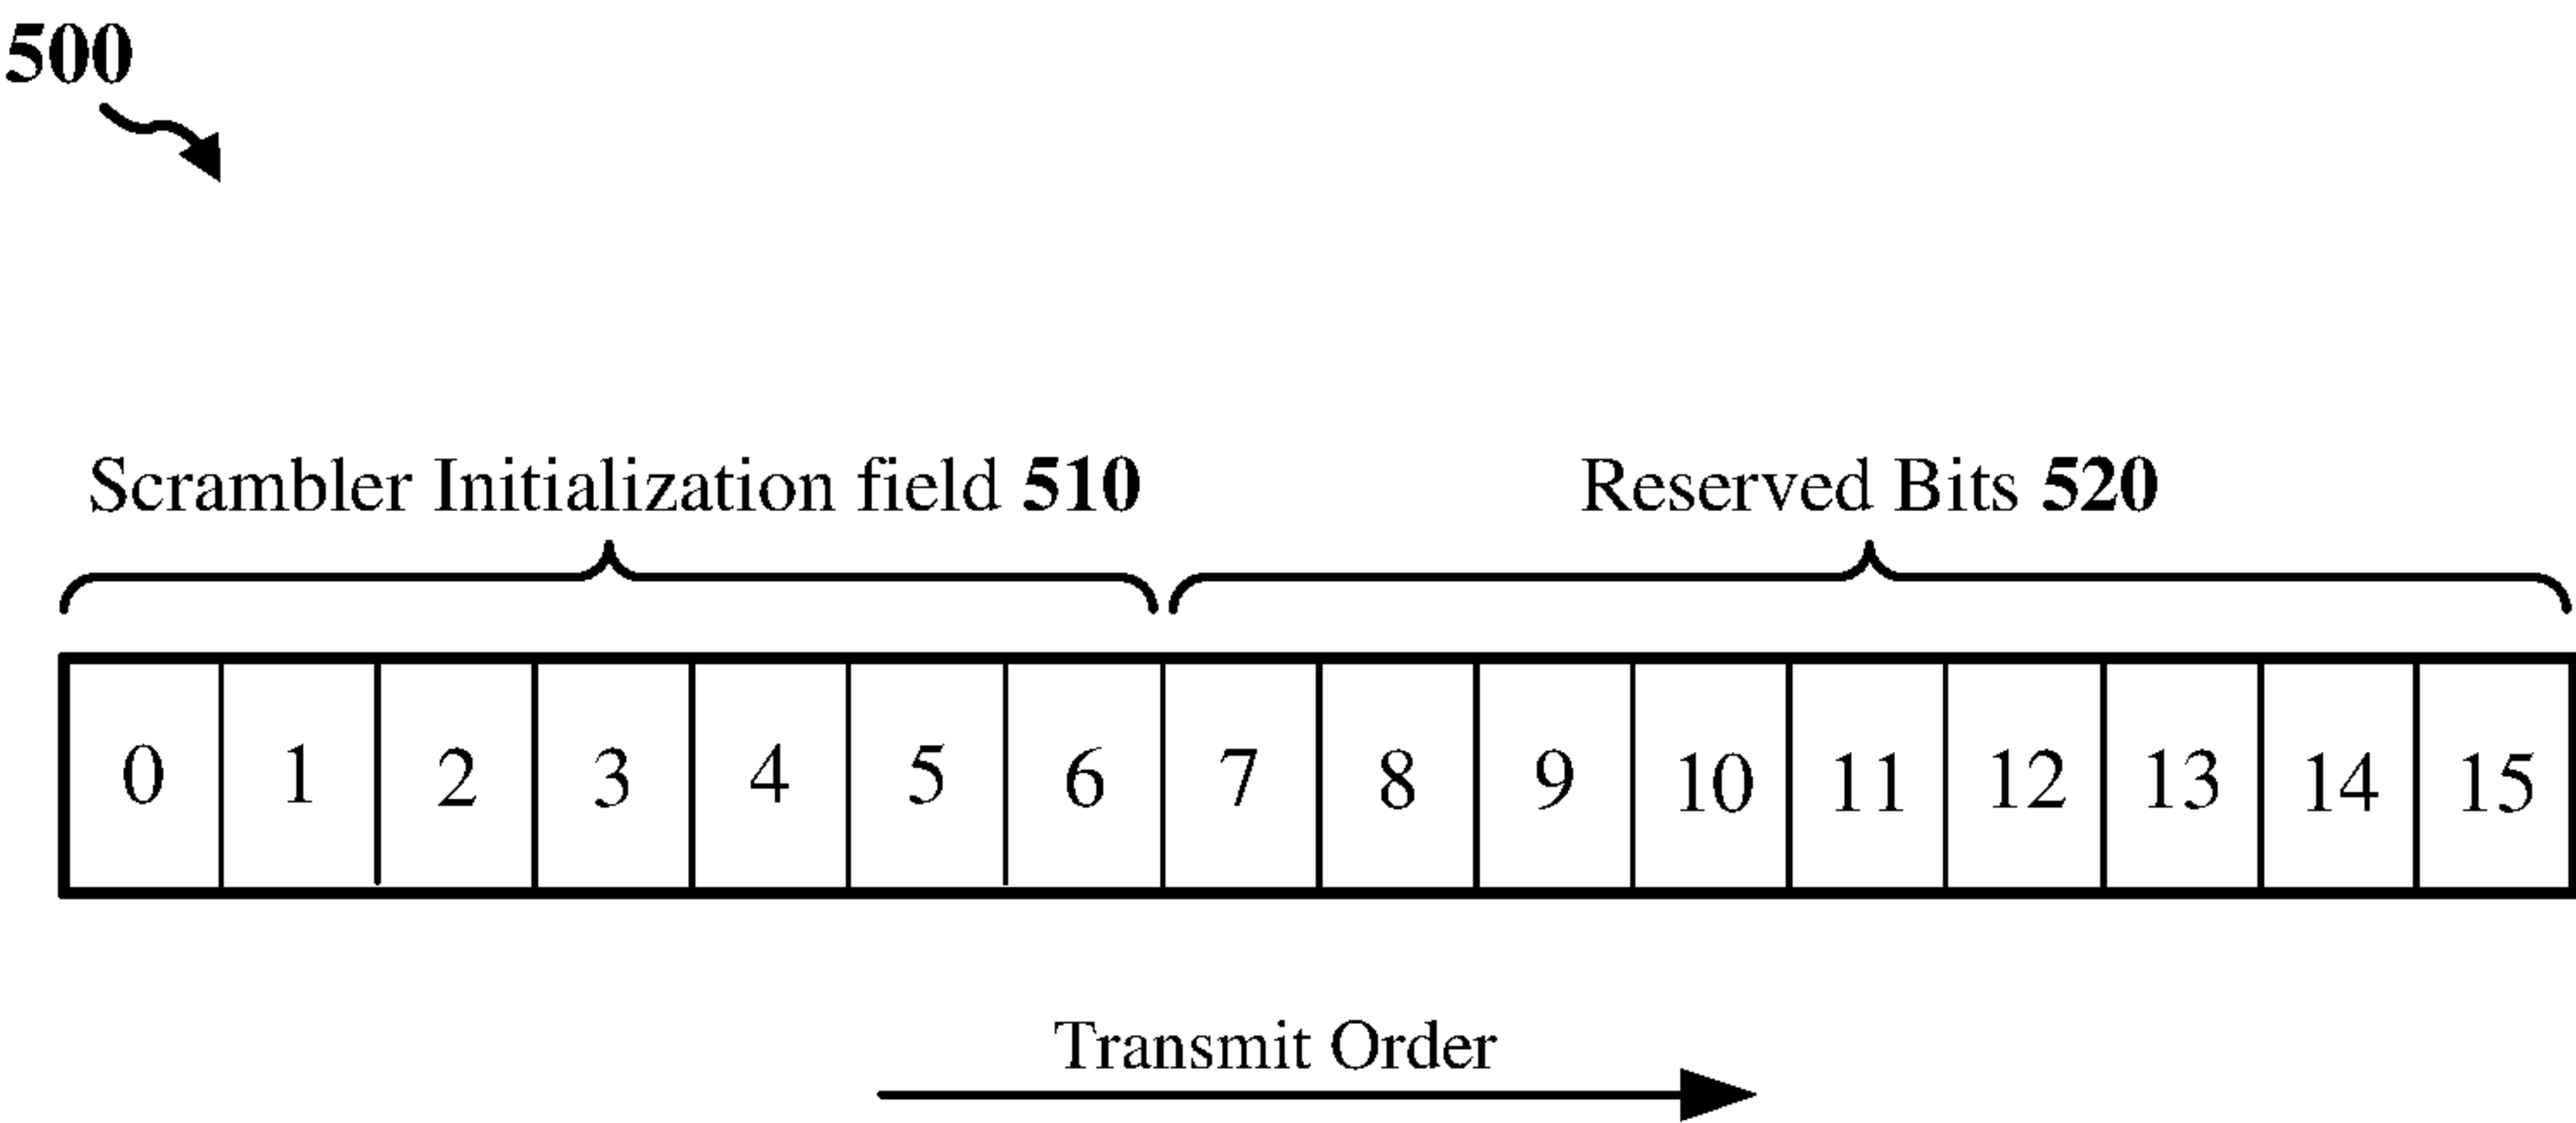 500
Scrambler Initialization field 510 Reserved Bits 520
0 1 2 3 4 5 6 7 8 9 10 11 12 13 14 15
Transmit Order